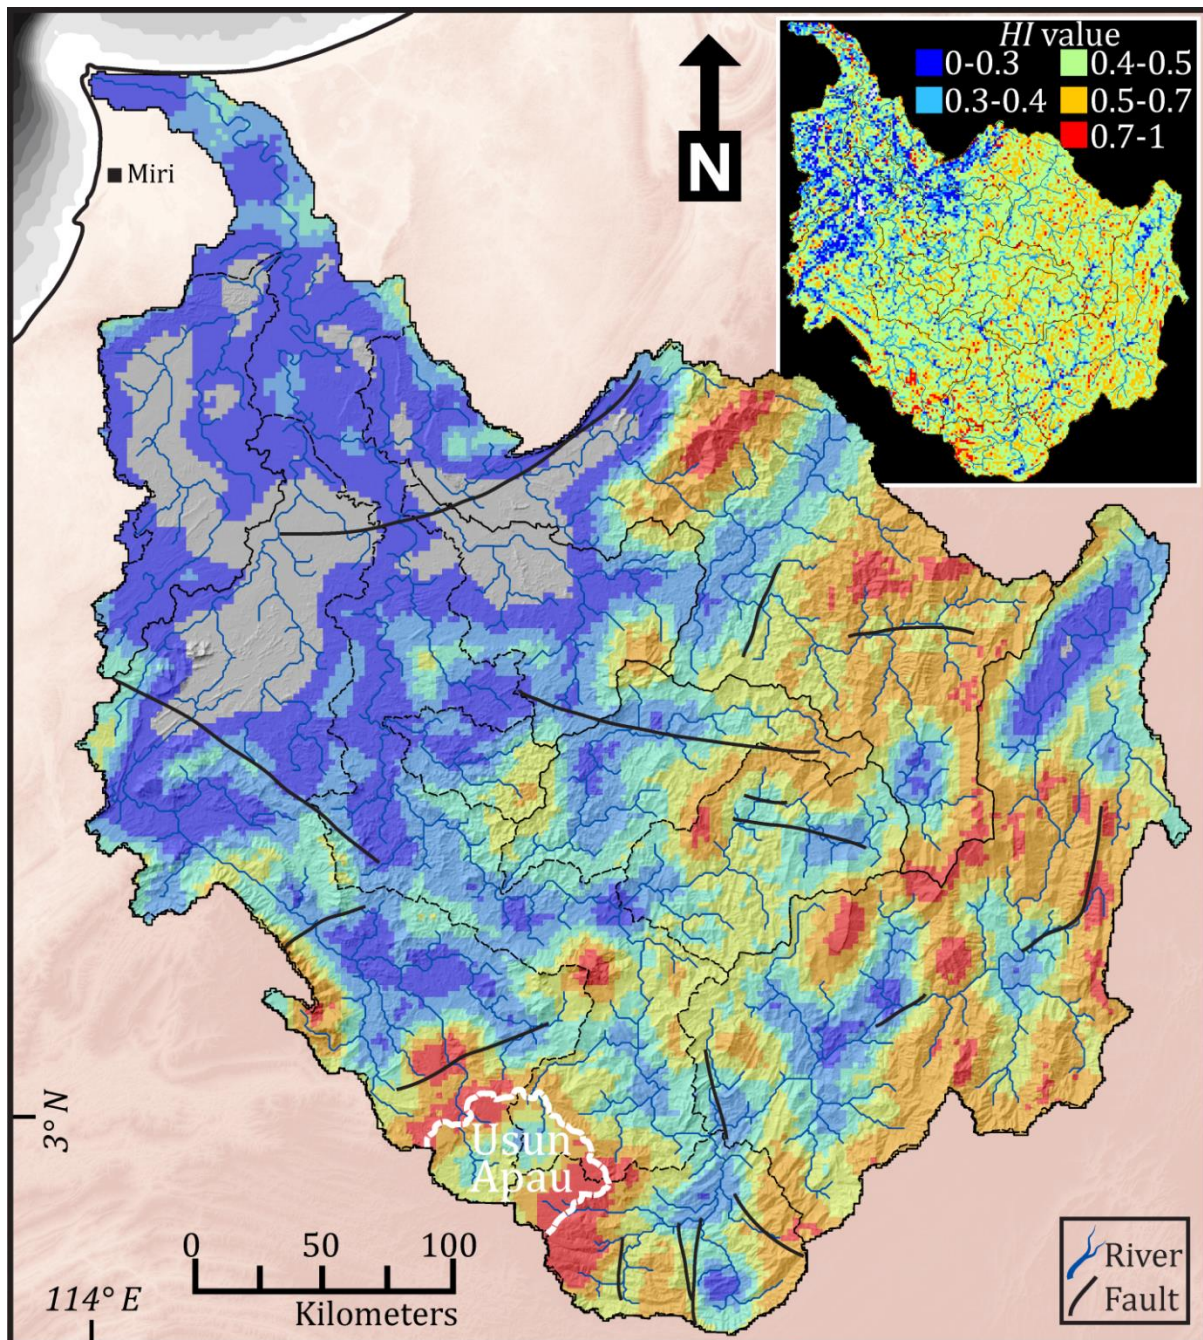 HI value
0-0.3
0.4-0.5
0.3-0.4
0.5-0.7
0.7-1
N
Miri
3° N
Usun
Apau
0 50 100
Kilometers
114° E
River
Fault